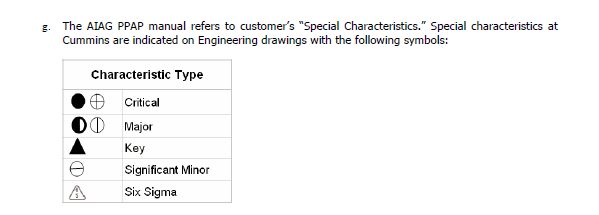 g. The AIAG PPAP manual refers to customer's "Special Characteristics." Special characteristics at
Cummins are indicated on Engineering drawings with the following symbols:
Characteristic Type
Critical
Major
Key
Significant Minor
Six Sigma